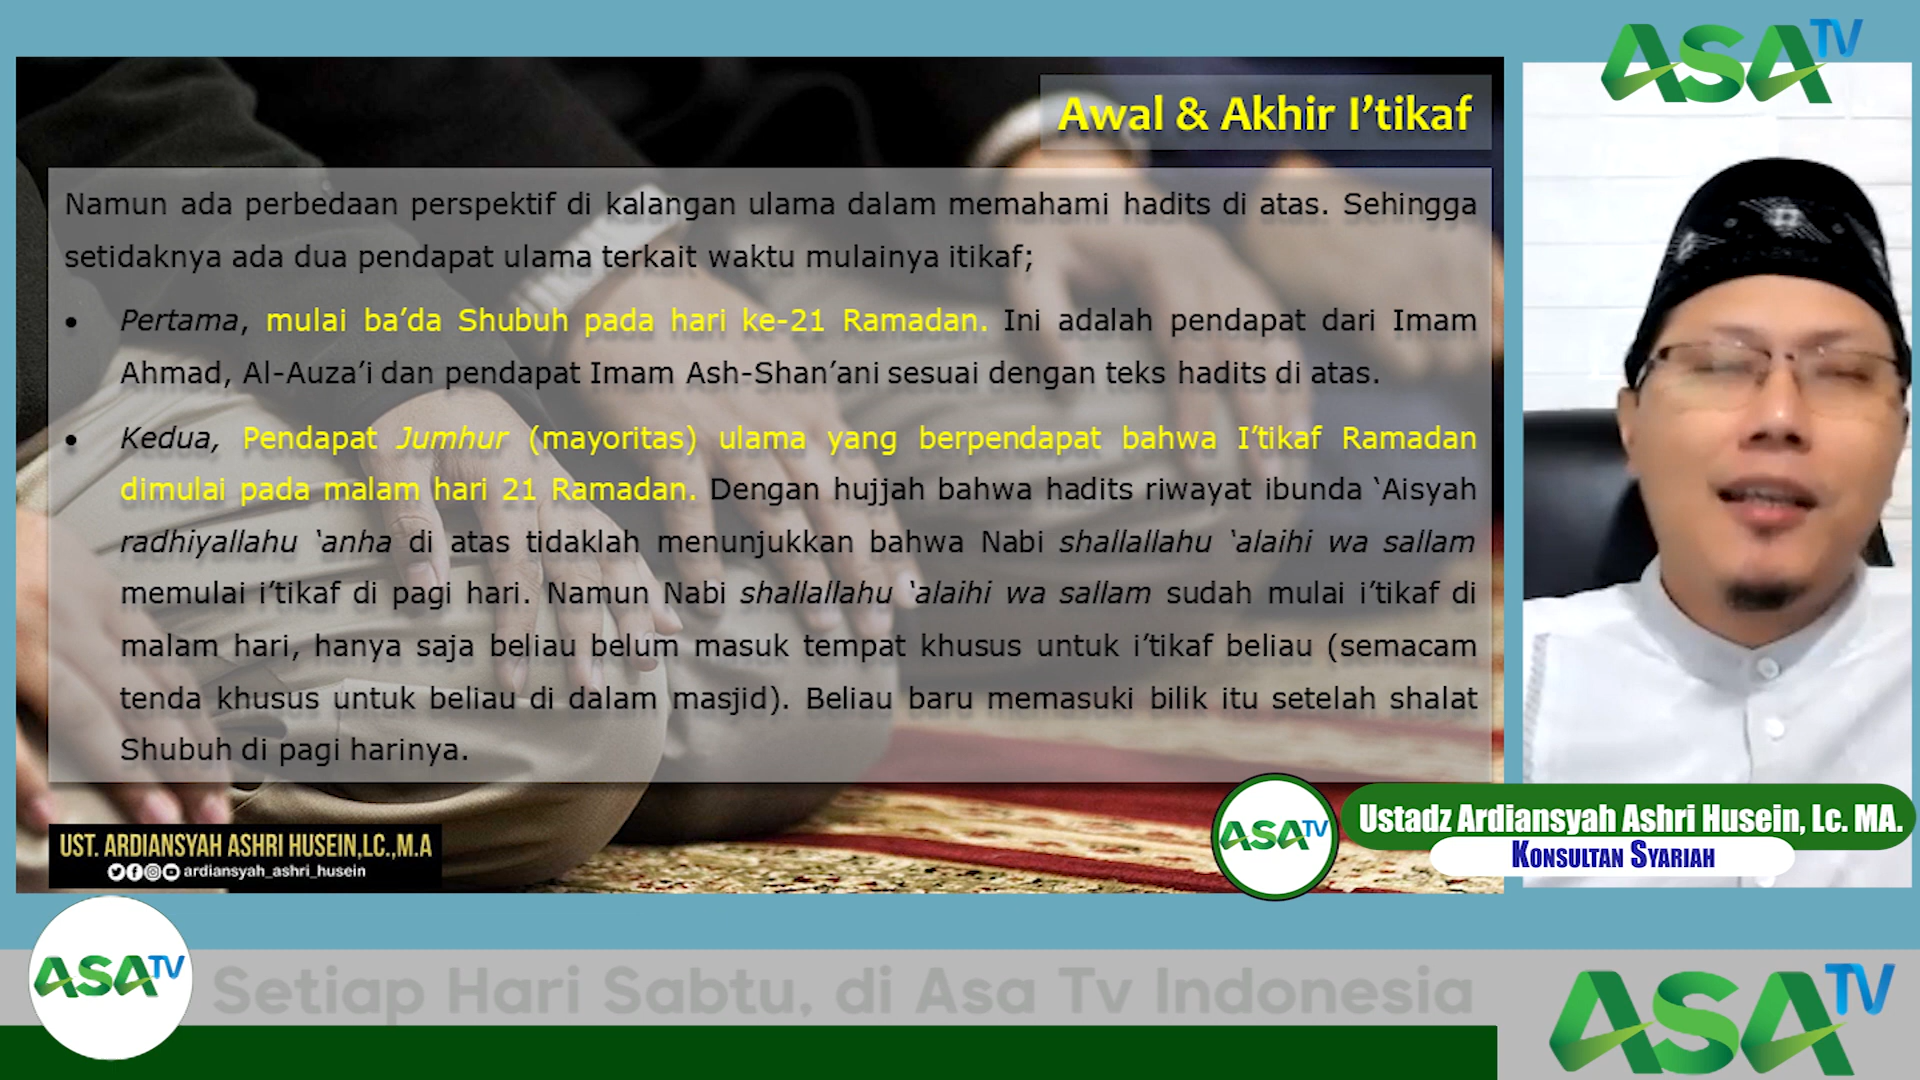 ASA TV
Awal & Akhir I’tikaf
Namun ada perbedaan perspektif di kalangan ulama dalam memahami hadits di atas. Sehingga
setidaknya ada dua pendapat ulama terkait waktu mulainya itikaf;
• Pertama, mulai ba’da Shubuh pada hari ke-21 Ramadan. Ini adalah pendapat dari Imam
Ahmad, Al-Auza’i dan pendapat Imam Ash-Shan’ani sesuai dengan teks hadits di atas.
• Kedua, Pendapat Jumhur (mayoritas) ulama yang berpendapat bahwa I’tikaf Ramadan
dimulai pada malam hari 21 Ramadan. Dengan hujjah bahwa hadits riwayat ibunda ‘Aisyah
radhiyallahu ‘anha di atas tidaklah menunjukkan bahwa Nabi shallallahu ‘alaihi wa sallam
memulai i’tikaf di pagi hari. Namun Nabi shallallahu ‘alaihi wa sallam sudah mulai i’tikaf di
malam hari, hanya saja beliau belum masuk tempat khusus untuk i’tikaf beliau (semacam
tenda khusus untuk beliau di dalam masjid). Beliau baru memasuki bilik itu setelah shalat
Shubuh di pagi harinya.
UST. ARDIANSYAH ASHRI HUSEIN,LC.,M.A
ardiansyah_ashri_husein
ASA TV
Ustadz Ardiansyah Ashri Husein, Lc. MA.
Konsultan Syariah
ASA TV
Setiap Hari Sabtu, di Asa Tv Indonesia
ASA TV